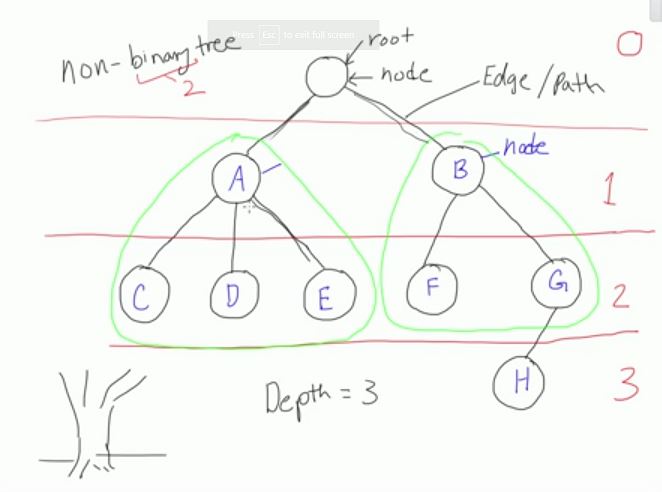 Press Esc to exit full screen
non-binary tree
2
root
node
Edge/Path
0
A
B
node
1
C
D
E
F
G
2
H
3
Depth = 3